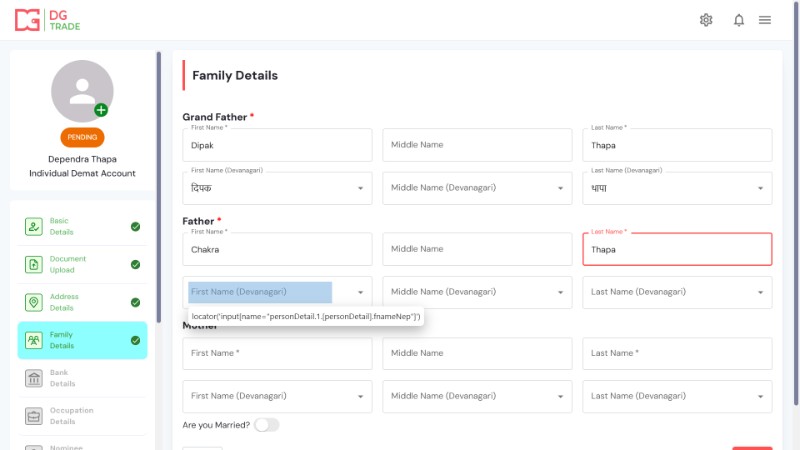 DG
TRADE
PENDING
Dependra Thapa
Individual Demat Account
Basic
Details
Document
Upload
Address
Details
Family
Details
Bank
Details
Occupation
Details
Nominee
Family Details
Grand Father *
First Name *
Dipak
Middle Name
Last Name *
Thapa
First Name (Devanagari)
दिपक
Middle Name (Devanagari)
Last Name (Devanagari)
थापा
Father *
First Name *
Chakra
Middle Name
Last Name *
Thapa
First Name (Devanagari)
Middle Name (Devanagari)
Last Name (Devanagari)
locator('input[name="personDetail.1.[personDetail].fnameNep"]')
Mother
First Name *
Middle Name
Last Name *
First Name (Devanagari)
Middle Name (Devanagari)
Last Name (Devanagari)
Are you Married?